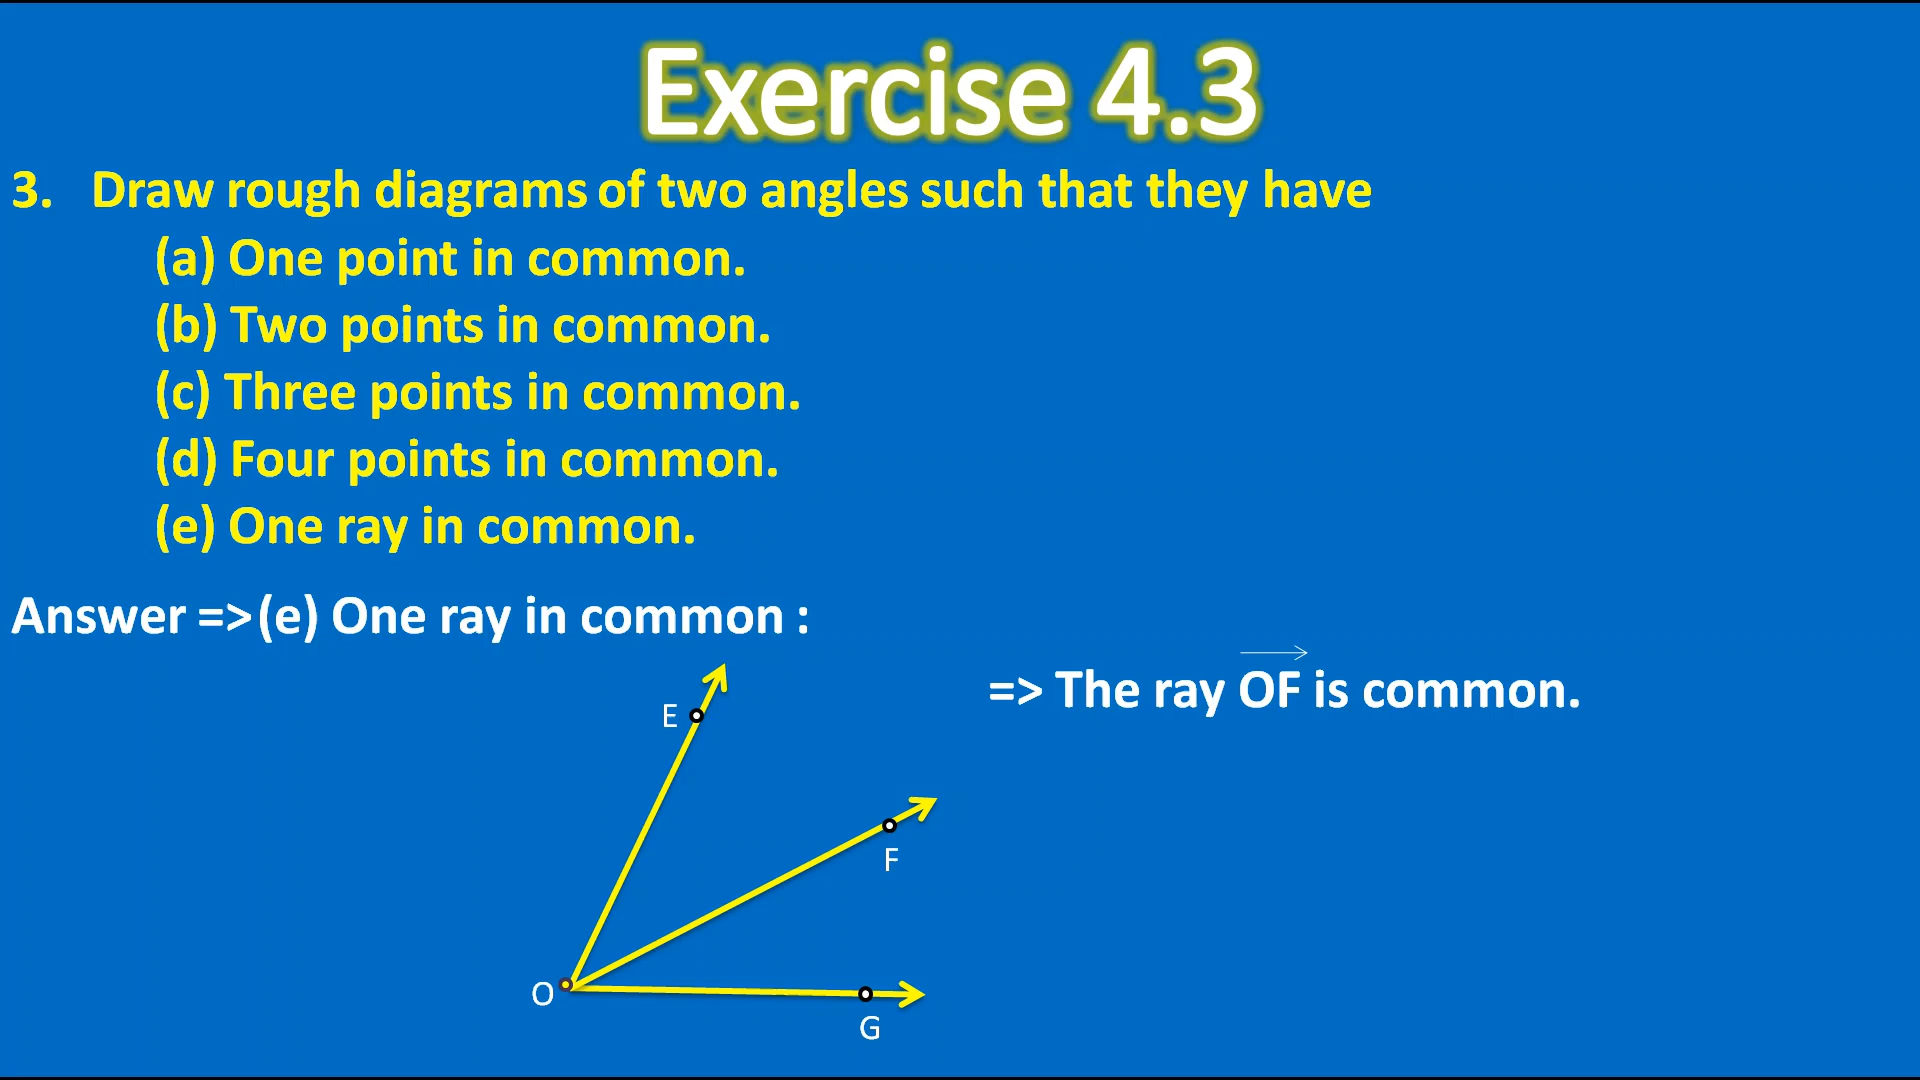 Exercise 4.3
3. Draw rough diagrams of two angles such that they have
(a) One point in common.
(b) Two points in common.
(c) Three points in common.
(d) Four points in common.
(e) One ray in common.
Answer =>(e) One ray in common :
=> The ray OF is common.
E
F
O
G